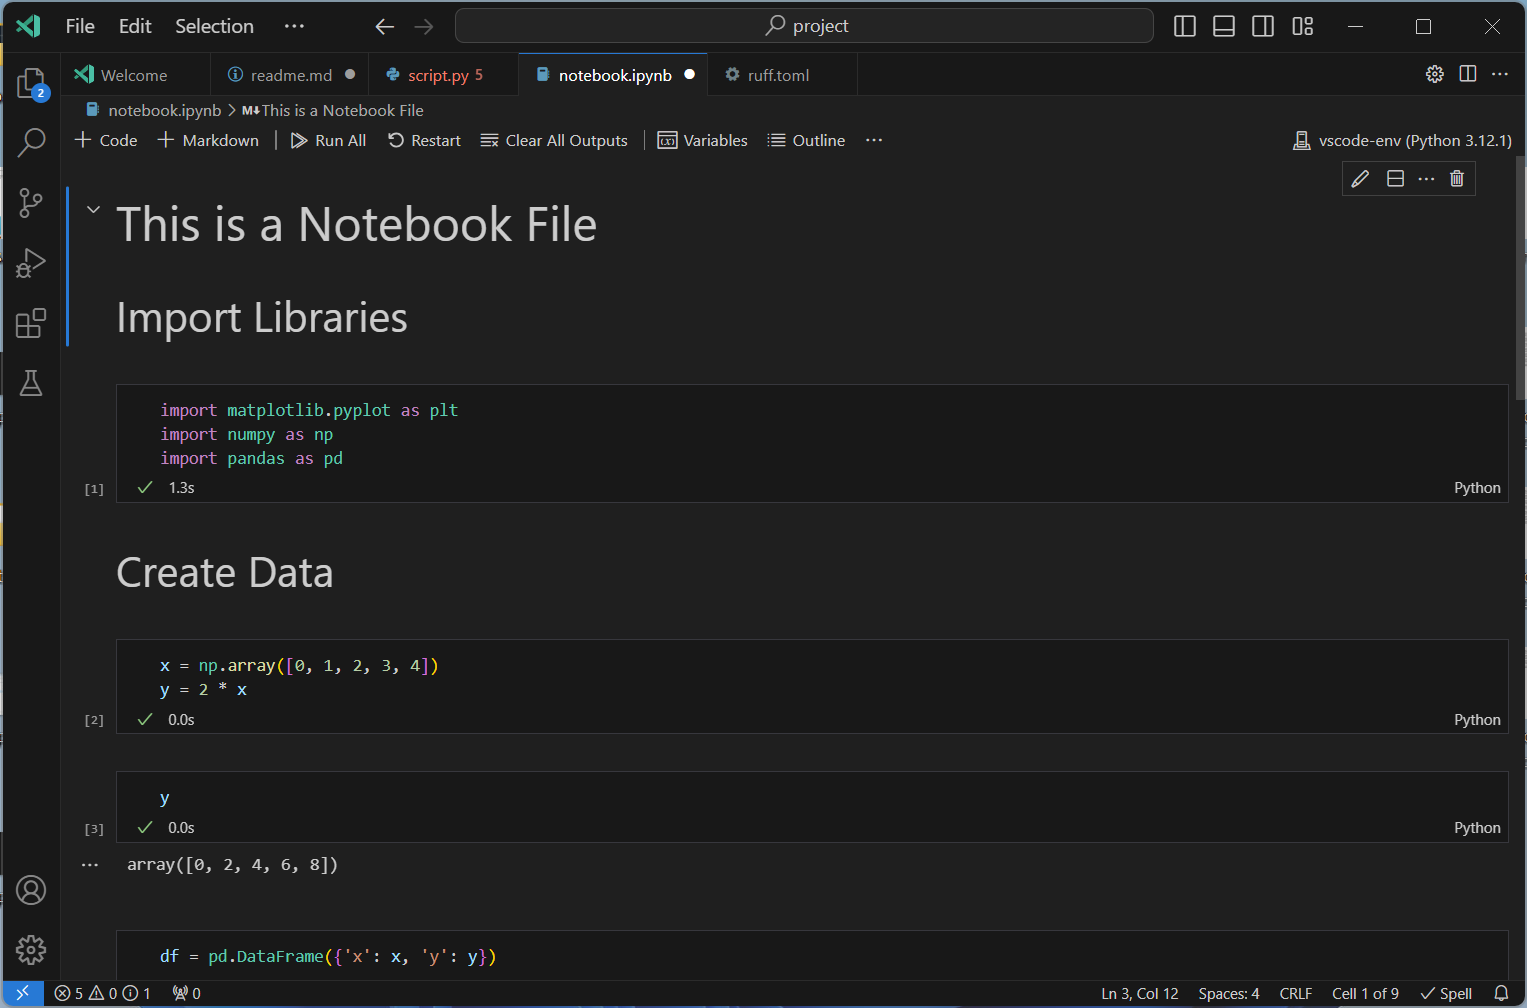 File Edit Selection ··· project
Welcome readme.md script.py 5 notebook.ipynb ruff.toml
notebook.ipynb > M↓This is a Notebook File
+ Code + Markdown | Run All Restart Clear All Outputs | Variables Outline ··· vscode-env (Python 3.12.1)
This is a Notebook File
Import Libraries
import matplotlib.pyplot as plt
import numpy as np
import pandas as pd
[1] ✓ 1.3s Python
Create Data
x = np.array([0, 1, 2, 3, 4])
y = 2 * x
[2] ✓ 0.0s Python
y
[3] ✓ 0.0s Python
··· array([0, 2, 4, 6, 8])
df = pd.DataFrame({'x': x, 'y': y})
2
5 0 1 0 Ln 3, Col 12 Spaces: 4 CRLF Cell 1 of 9 ✓ Spell